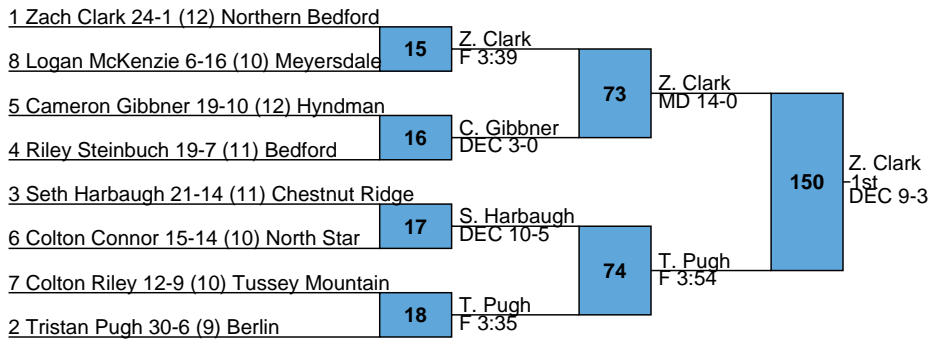 1 Zach Clark 24-1 (12) Northern Bedford
15
Z. Clark
F 3:39
8 Logan McKenzie 6-16 (10) Meyersdale
73
Z. Clark
MD 14-0
5 Cameron Gibbner 19-10 (12) Hyndman
16
C. Gibbner
DEC 3-0
4 Riley Steinbuch 19-7 (11) Bedford
150
Z. Clark
1st
DEC 9-3
3 Seth Harbaugh 21-14 (11) Chestnut Ridge
17
S. Harbaugh
DEC 10-5
6 Colton Connor 15-14 (10) North Star
74
T. Pugh
F 3:54
7 Colton Riley 12-9 (10) Tussey Mountain
18
T. Pugh
F 3:35
2 Tristan Pugh 30-6 (9) Berlin